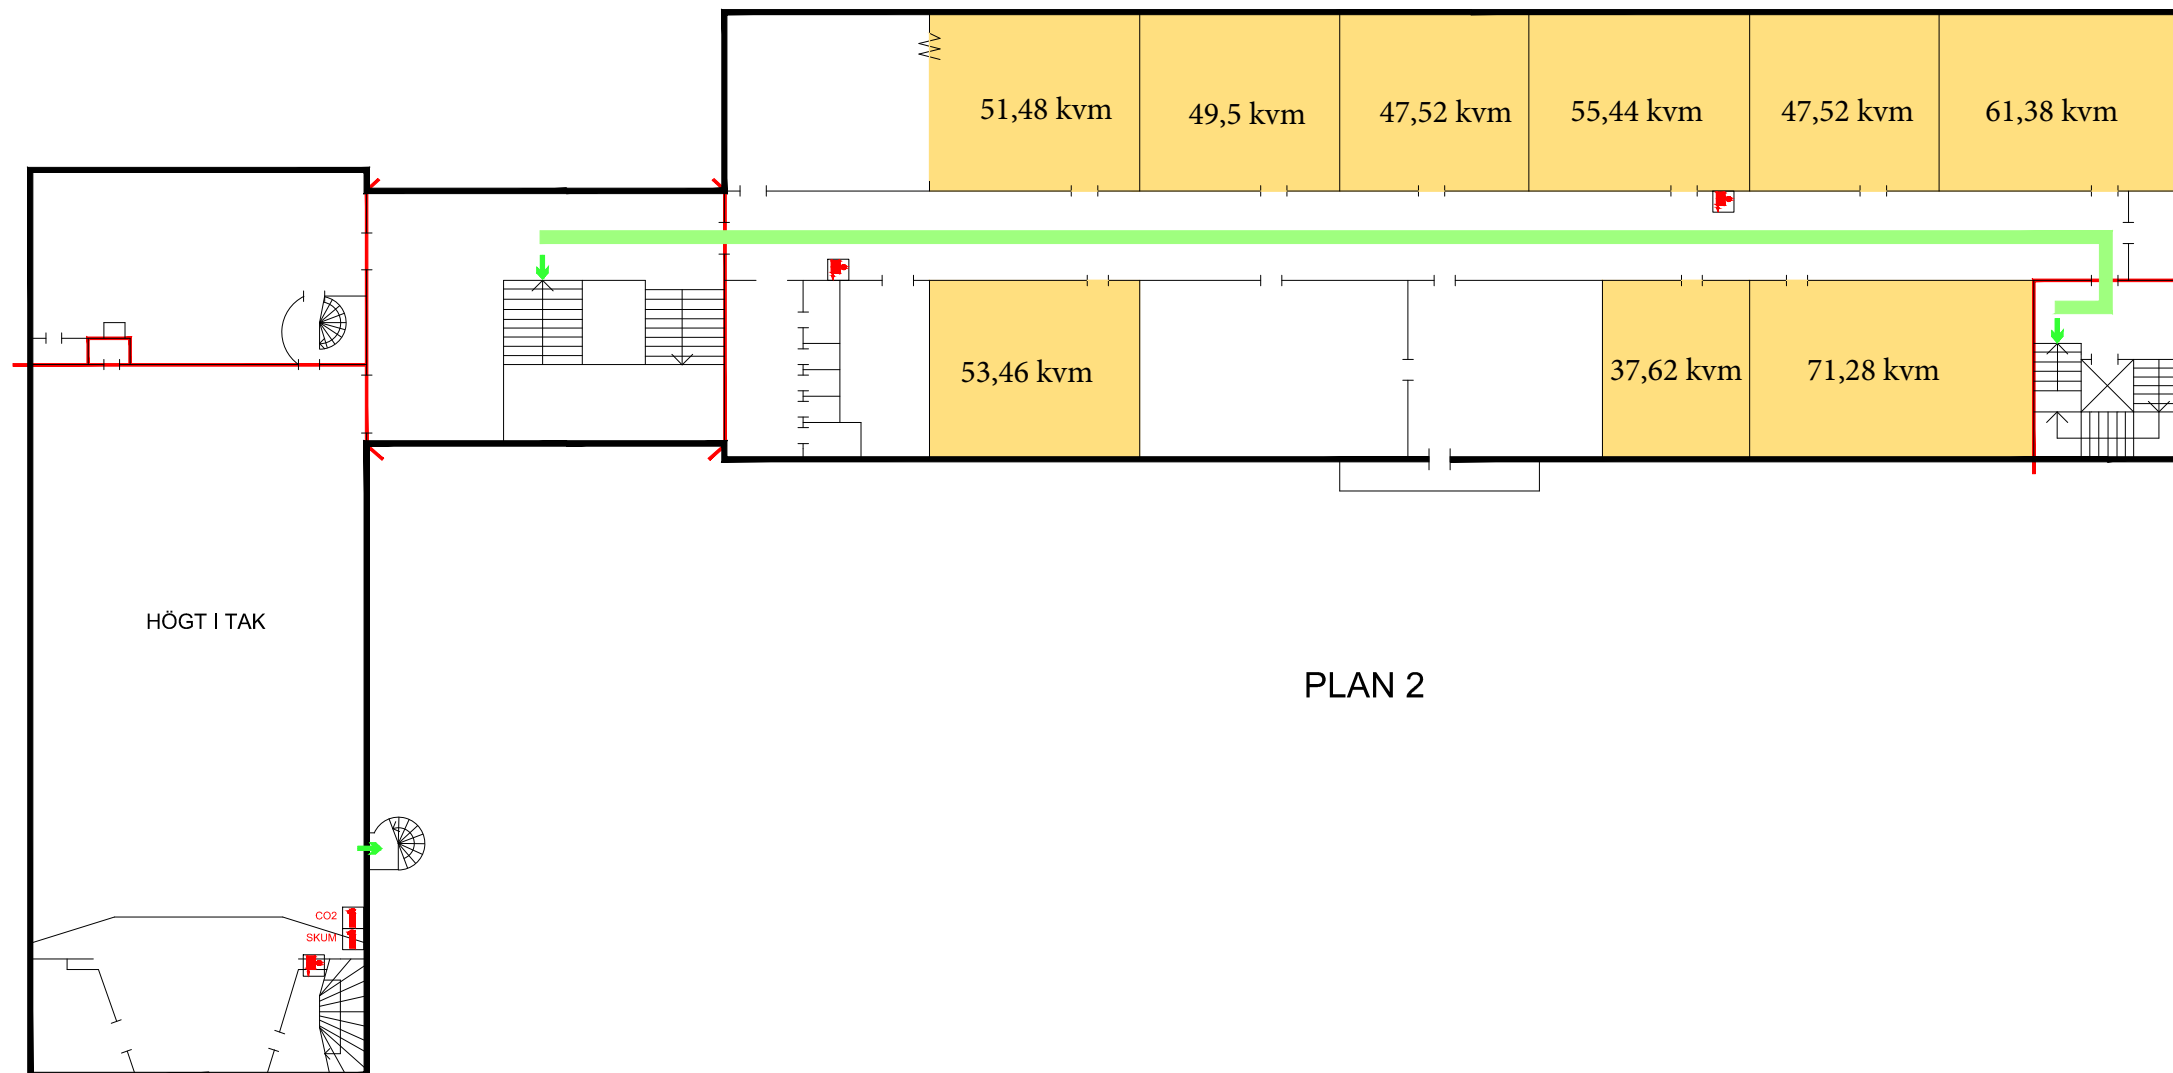 51,48 kvm
49,5 kvm
47,52 kvm
55,44 kvm
47,52 kvm
61,38 kvm
53,46 kvm
37,62 kvm
71,28 kvm
HÖGT I TAK
PLAN 2
CO2
SKUM